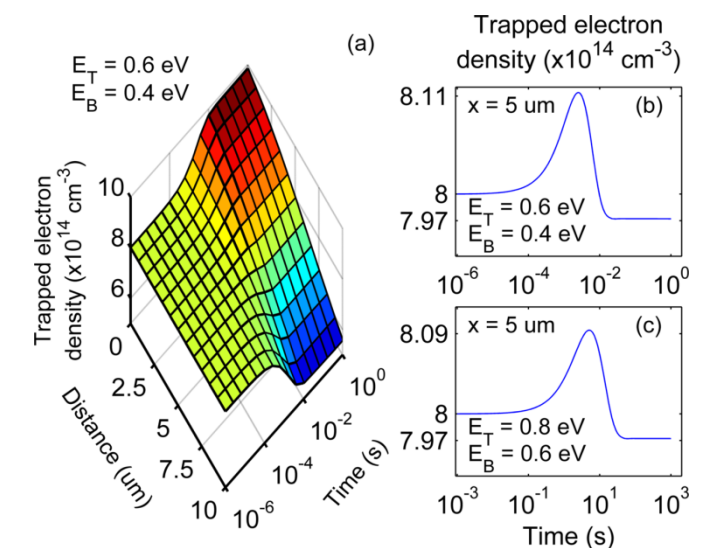 (a)
E_T = 0.6 eV
E_B = 0.4 eV
Trapped electron
density (x10^14 cm^-3)
10
8
6
0
2.5
5
7.5
10
Distance (um)
10^-6
10^-4
10^-2
10^0
Time (s)
Trapped electron
density (x10^14 cm^-3)
8.11
8
7.97
x = 5 um
(b)
E_T = 0.6 eV
E_B = 0.4 eV
10^-6
10^-4
10^-2
10^0
8.09
8
7.97
x = 5 um
(c)
E_T = 0.8 eV
E_B = 0.6 eV
10^-3
10^-1
10^1
10^3
Time (s)